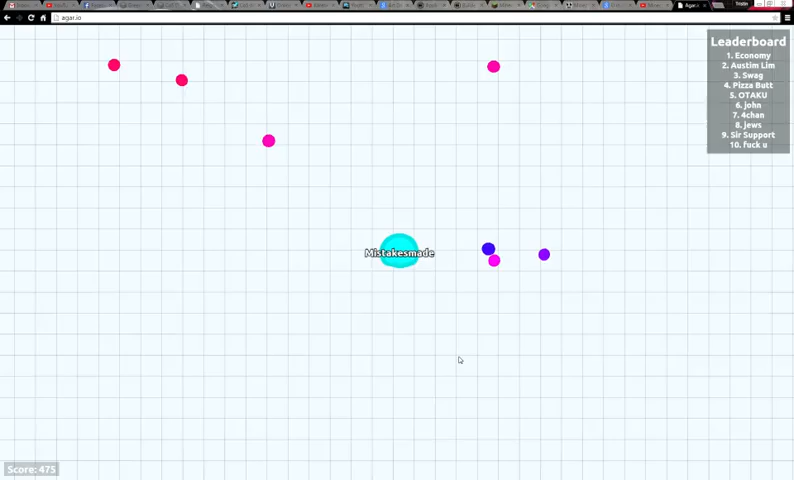 agar.io
Leaderboard
1. Economy
2. Austim Lim
3. Swag
4. Pizza Butt
5. OTAKU
6. john
7. 4chan
8. jews
9. Sir Support
10. fuck u
Mistakesmade
Score: 475